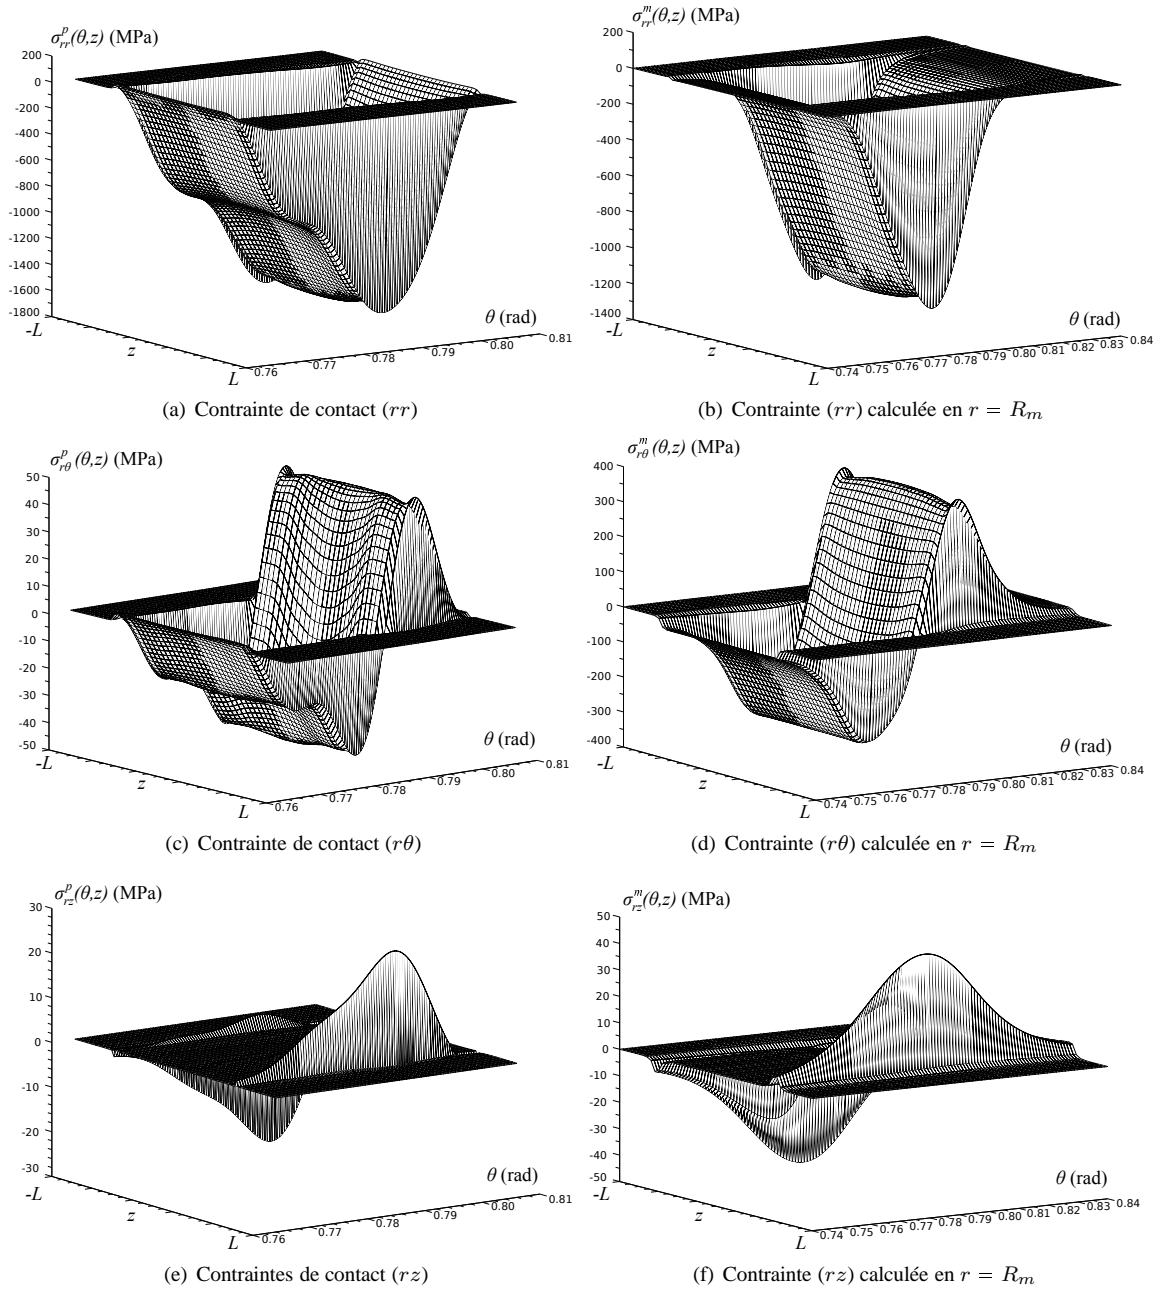 σᵖᵣᵣ(θ,z) (MPa)
200
0
-200
-400
-600
-800
-1000
-1200
-1400
-1600
-1800
-L
z
L
0.76
0.77
0.78
0.79
0.80
0.81
θ (rad)
(a) Contrainte de contact (rr)
σᵐᵣᵣ(θ,z) (MPa)
200
0
-200
-400
-600
-800
-1000
-1200
-1400
-L
z
L
0.74 0.75 0.76 0.77 0.78 0.79 0.80 0.81 0.82 0.83 0.84
θ (rad)
(b) Contrainte (rr) calculée en r = Rₘ
σᵖᵣθ(θ,z) (MPa)
50
40
30
20
10
0
-10
-20
-30
-40
-50
-L
z
L
0.76
0.77
0.78
0.79
0.80
0.81
θ (rad)
(c) Contrainte de contact (rθ)
σᵐᵣθ(θ,z) (MPa)
400
300
200
100
0
-100
-200
-300
-400
-L
z
L
0.74 0.75 0.76 0.77 0.78 0.79 0.80 0.81 0.82 0.83 0.84
θ (rad)
(d) Contrainte (rθ) calculée en r = Rₘ
σᵖrz(θ,z) (MPa)
30
20
10
0
-10
-20
-30
-L
z
L
0.76
0.77
0.78
0.79
0.80
0.81
θ (rad)
(e) Contraintes de contact (rz)
σᵐrz(θ,z) (MPa)
50
40
30
20
10
0
-10
-20
-30
-40
-50
-L
z
L
0.74 0.75 0.76 0.77 0.78 0.79 0.80 0.81 0.82 0.83 0.84
θ (rad)
(f) Contrainte (rz) calculée en r = Rₘ